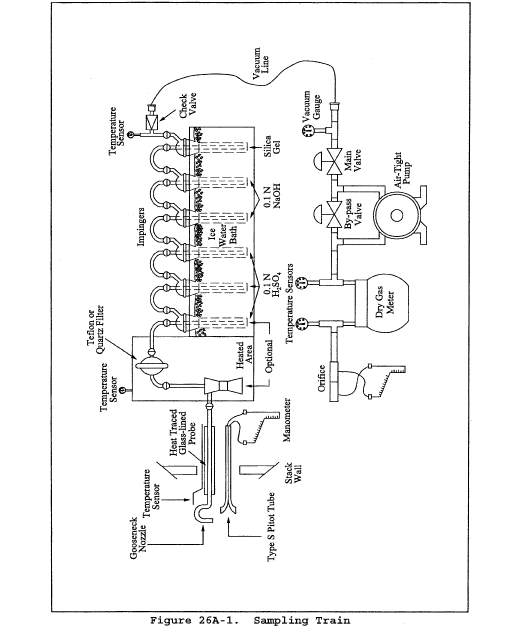 Temperature
Sensor
Check
Valve
Vacuum
Line
Impingers
Silica
Gel
0.1 N
NaOH
Ice
Water
Bath
0.1 N
H₂SO₄
Optional
Teflon or
Quartz Filter
Temperature
Sensor
Heated
Area
Heat Traced
Glass-lined
Probe
Temperature
Sensor
Gooseneck
Nozzle
Type S Pitot Tube
Manometer
Stack
Wall
Vacuum
Gauge
Main
Valve
By-pass
Valve
Air-Tight
Pump
Temperature Sensors
Dry Gas
Meter
Orifice
Figure 26A-1. Sampling Train